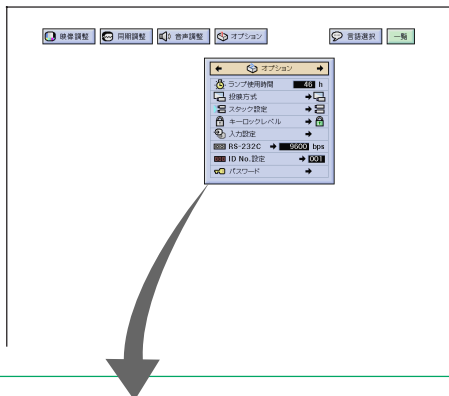 映像調整 同期調整 音声調整 オプション 言語選択 一覧
オプション
ランプ使用時間 46 h
投映方式
スタック設定
キーロックレベル
入力設定
RS-232C 9600 bps
ID No.設定 001
パスワード